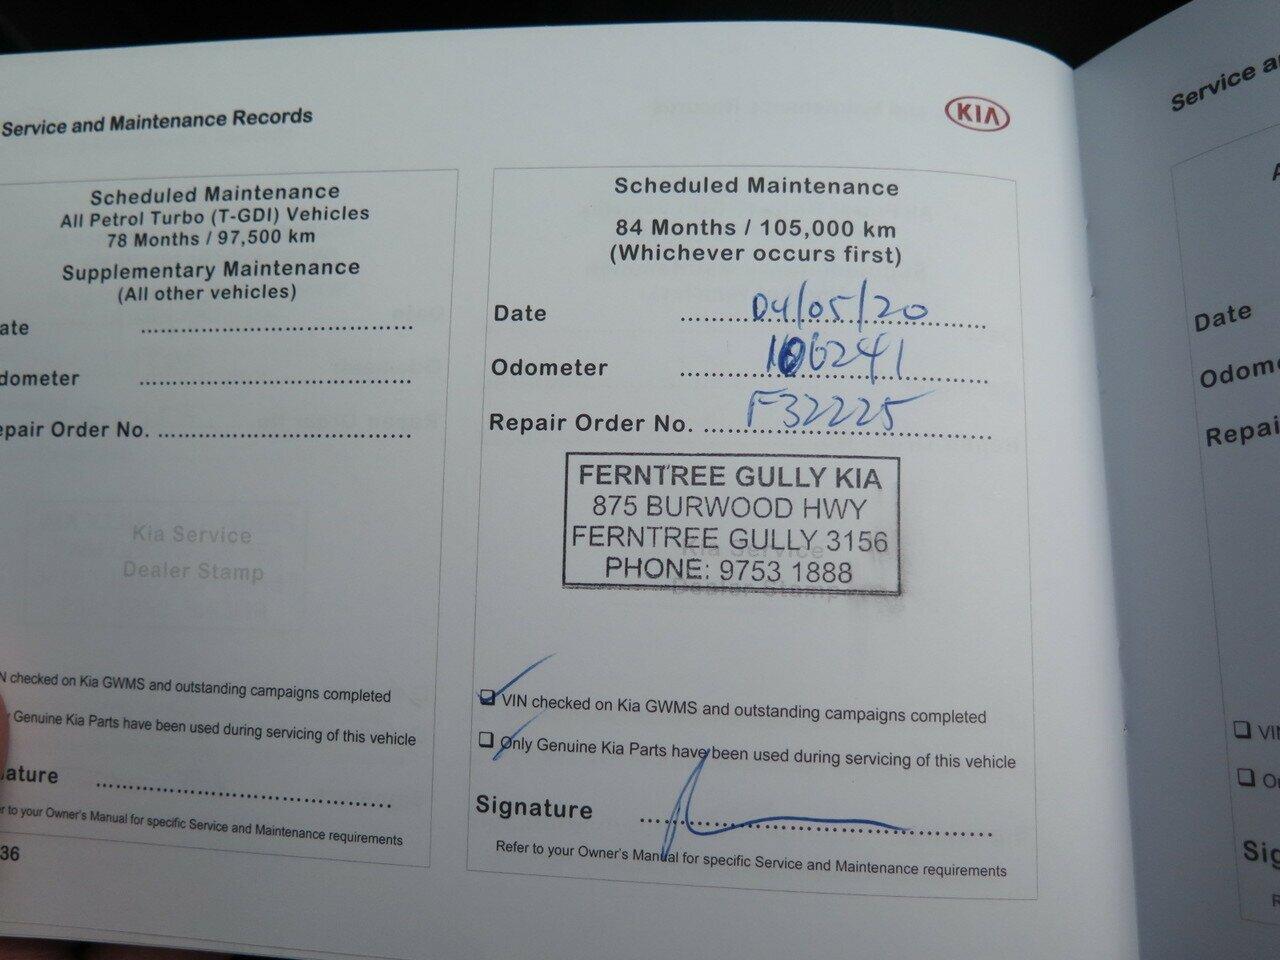 Service and Maintenance Records
Scheduled Maintenance
All Petrol Turbo (T-GDI) Vehicles
78 Months / 97,500 km
Supplementary Maintenance
(All other vehicles)
ate
dometer
epair Order No.
Kia Service
Dealer Stamp
N checked on Kia GWMS and outstanding campaigns completed
Genuine Kia Parts have been used during servicing of this vehicle
ature
r to your Owner's Manual for specific Service and Maintenance requirements
36
KIA
Scheduled Maintenance
84 Months / 105,000 km
(Whichever occurs first)
Date 04/05/20
Odometer 106241
Repair Order No. F32225
FERNTREE GULLY KIA
875 BURWOOD HWY
FERNTREE GULLY 3156
PHONE: 9753 1888
Kia Service
Dealer Stamp
VIN checked on Kia GWMS and outstanding campaigns completed
Only Genuine Kia Parts have been used during servicing of this vehicle
Signature
Refer to your Owner's Manual for specific Service and Maintenance requirements
Service a
Date
Odom
Repai
VI
O
Sig